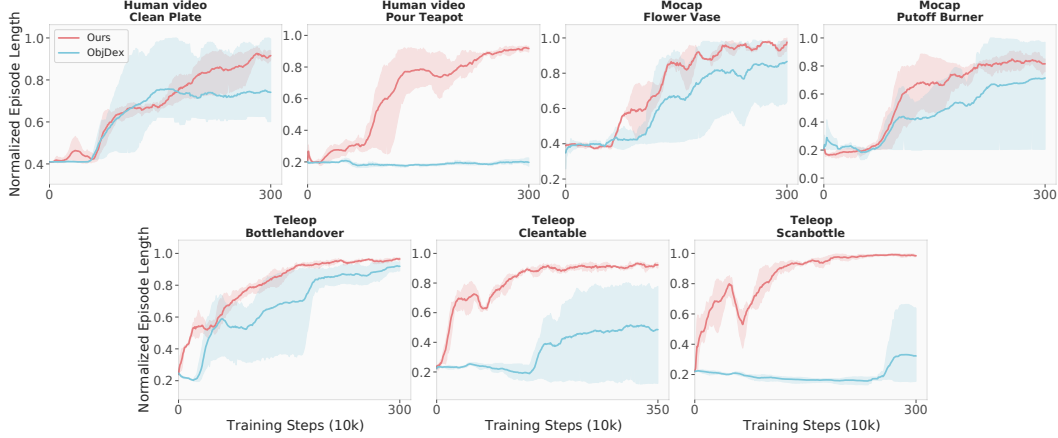 Human video
Clean Plate
Human video
Pour Teapot
Mocap
Flower Vase
Mocap
Putoff Burner
Normalized Episode Length
1.0
0.8
0.6
0.4
0
300
Ours
ObjDex
1.0
0.8
0.6
0.4
0.2
0
300
1.0
0.8
0.6
0.4
0
300
1.0
0.8
0.6
0.4
0.2
0.0
0
300
Teleop
Bottlehandover
Teleop
Cleantable
Teleop
Scanbottle
Normalized Episode Length
1.0
0.8
0.6
0.4
0.2
0
300
Training Steps (10k)
1.0
0.8
0.6
0.4
0.2
0
350
Training Steps (10k)
1.0
0.8
0.6
0.4
0.2
0
300
Training Steps (10k)